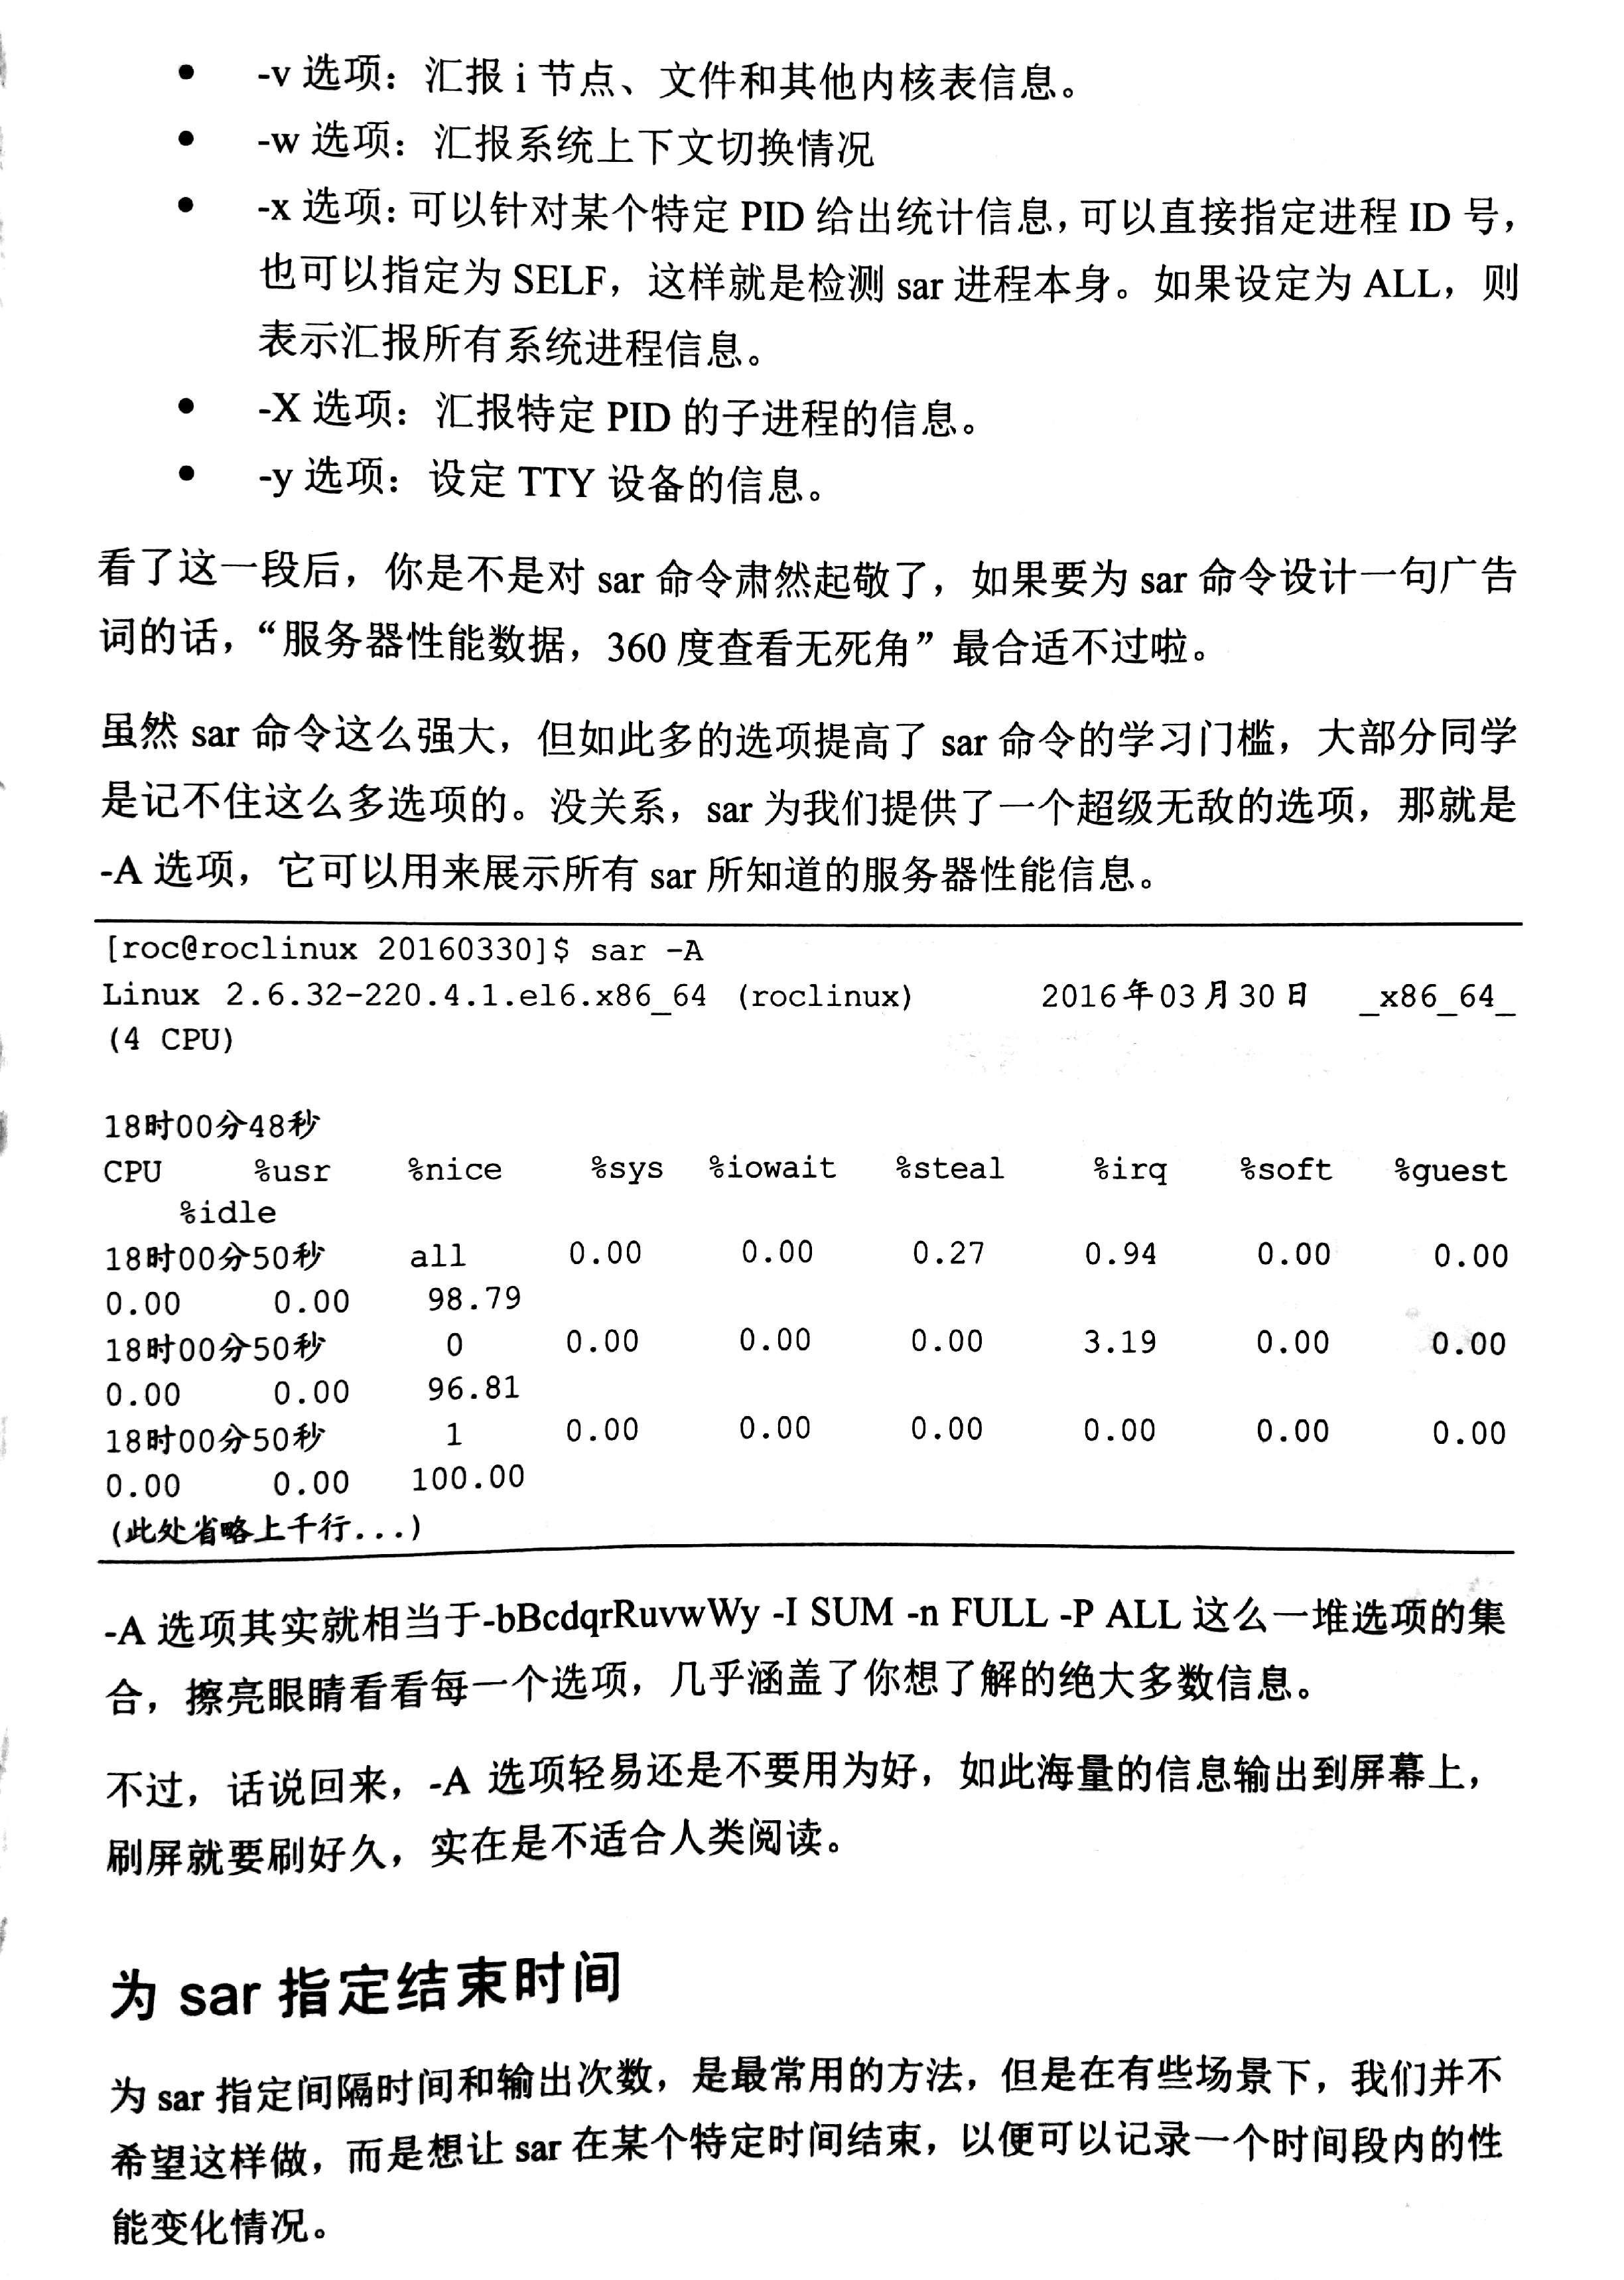 • -v 选项：汇报 i 节点、文件和其他内核表信息。
• -w 选项：汇报系统上下文切换情况
• -x 选项：可以针对某个特定 PID 给出统计信息，可以直接指定进程 ID 号，
也可以指定为 SELF，这样就是检测 sar 进程本身。如果设定为 ALL，则
表示汇报所有系统进程信息。
• -X 选项：汇报特定 PID 的子进程的信息。
• -y 选项：设定 TTY 设备的信息。
看了这一段后，你是不是对 sar 命令肃然起敬了，如果要为 sar 命令设计一句广告
词的话，“服务器性能数据，360 度查看无死角”最合适不过啦。
虽然 sar 命令这么强大，但如此多的选项提高了 sar 命令的学习门槛，大部分同学
是记不住这么多选项的。没关系，sar 为我们提供了一个超级无敌的选项，那就是
-A 选项，它可以用来展示所有 sar 所知道的服务器性能信息。
[roc@roclinux 20160330]$ sar -A
Linux 2.6.32-220.4.1.el6.x86_64 (roclinux) 2016年03月30日 _x86_64_
(4 CPU)
18时00分48秒
CPU %usr %nice %sys %iowait %steal %irq %soft %guest
%idle
18时00分50秒 all 0.00 0.00 0.27 0.94 0.00 0.00
0.00 0.00 98.79
18时00分50秒 0 0.00 0.00 0.00 3.19 0.00 0.00
0.00 0.00 96.81
18时00分50秒 1 0.00 0.00 0.00 0.00 0.00 0.00
0.00 0.00 100.00
(此处省略上千行...)
-A 选项其实就相当于-bBcdqrRuvwWy -I SUM -n FULL -P ALL 这么一堆选项的集
合，擦亮眼睛看看每一个选项，几乎涵盖了你想了解的绝大多数信息。
不过，话说回来，-A 选项轻易还是不要用为好，如此海量的信息输出到屏幕上，
刷屏就要刷好久，实在是不适合人类阅读。
为 sar 指定结束时间
为 sar 指定间隔时间和输出次数，是最常用的方法，但是在有些场景下，我们并不
希望这样做，而是想让 sar 在某个特定时间结束，以便可以记录一个时间段内的性
能变化情况。